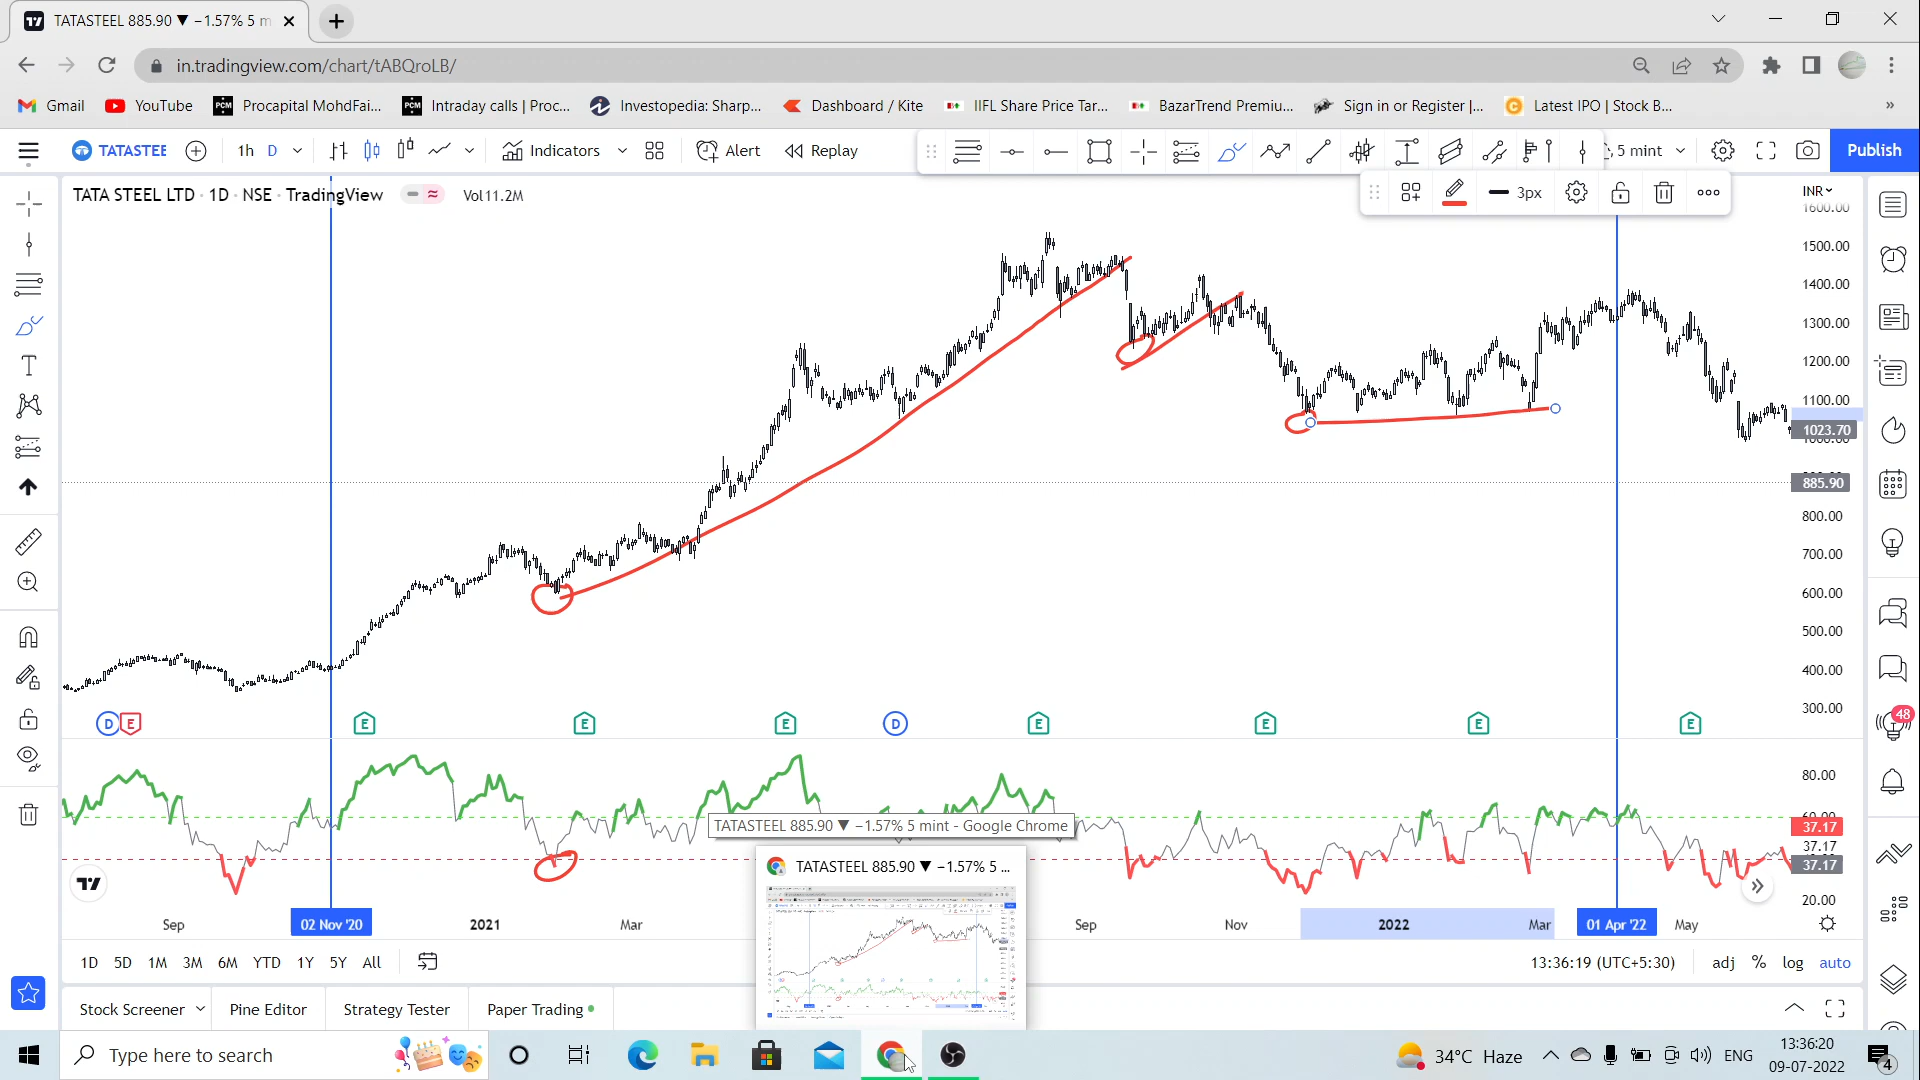 TATASTEEL 885.90 ▼ −1.57% 5 m
in.tradingview.com/chart/tABQroLB/
Gmail YouTube Procapital MohdFai... Intraday calls | Proc... Investopedia: Sharp... Dashboard / Kite IIFL Share Price Tar... BazarTrend Premiu... Sign in or Register |... Latest IPO | Stock B... »
TATASTEE 1h D Indicators Alert Replay 5 mint Publish
3px
TATA STEEL LTD · 1D · NSE · TradingView Vol11.2M
INR
1600.00
1500.00
1400.00
1300.00
1200.00
1100.00
1023.70
1000.00
885.90
800.00
700.00
600.00
500.00
400.00
300.00
D E E E E D E E E E
48
80.00
60.00
TATASTEEL 885.90 ▼ −1.57% 5 mint - Google Chrome
37.17
37.17
37.17
TATASTEEL 885.90 ▼ −1.57% 5 ...
20.00
Sep 02 Nov '20 2021 Mar Sep Nov 2022 Mar 01 Apr '22 May
1D 5D 1M 3M 6M YTD 1Y 5Y All 13:36:19 (UTC+5:30) adj % log auto
Stock Screener Pine Editor Strategy Tester Paper Trading
Type here to search 34°C Haze ENG 13:36:20
09-07-2022
4